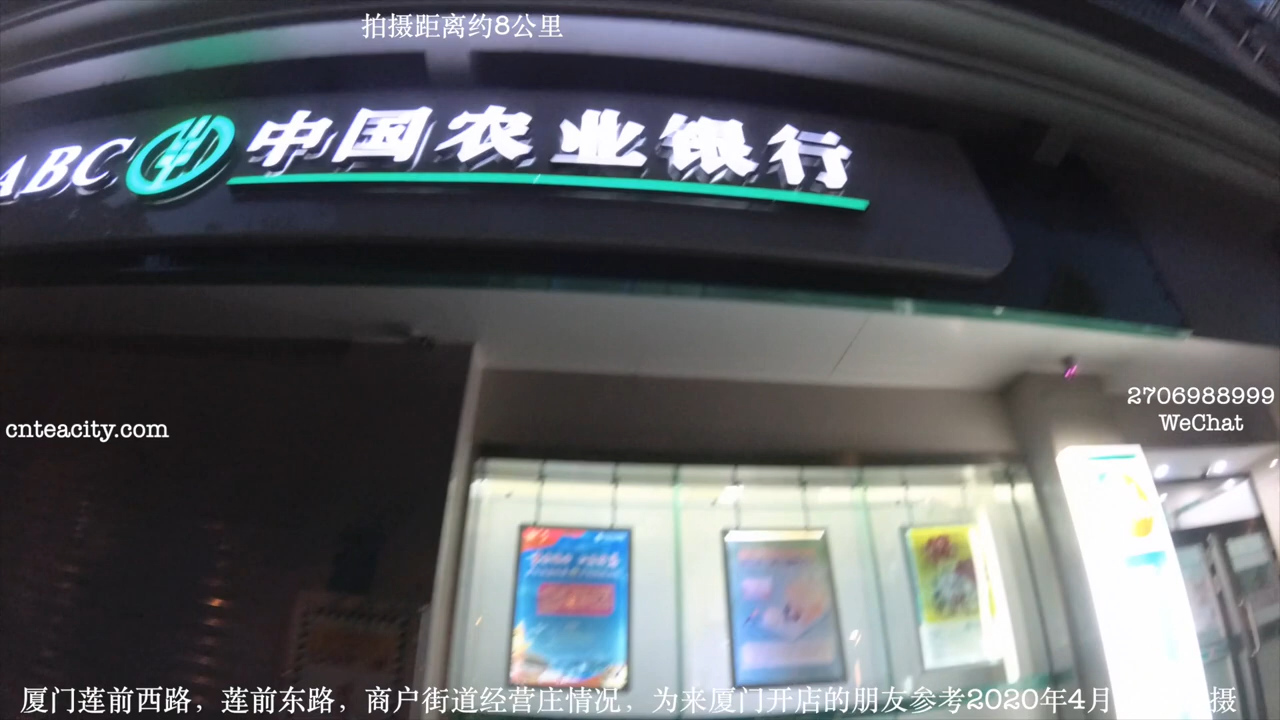 拍摄距离约8公里
ABC 中国农业银行
2706988999
WeChat
cnteacity.com
厦门莲前西路，莲前东路，商户街道经营庄情况，为来厦门开店的朋友参考2020年4月 摄